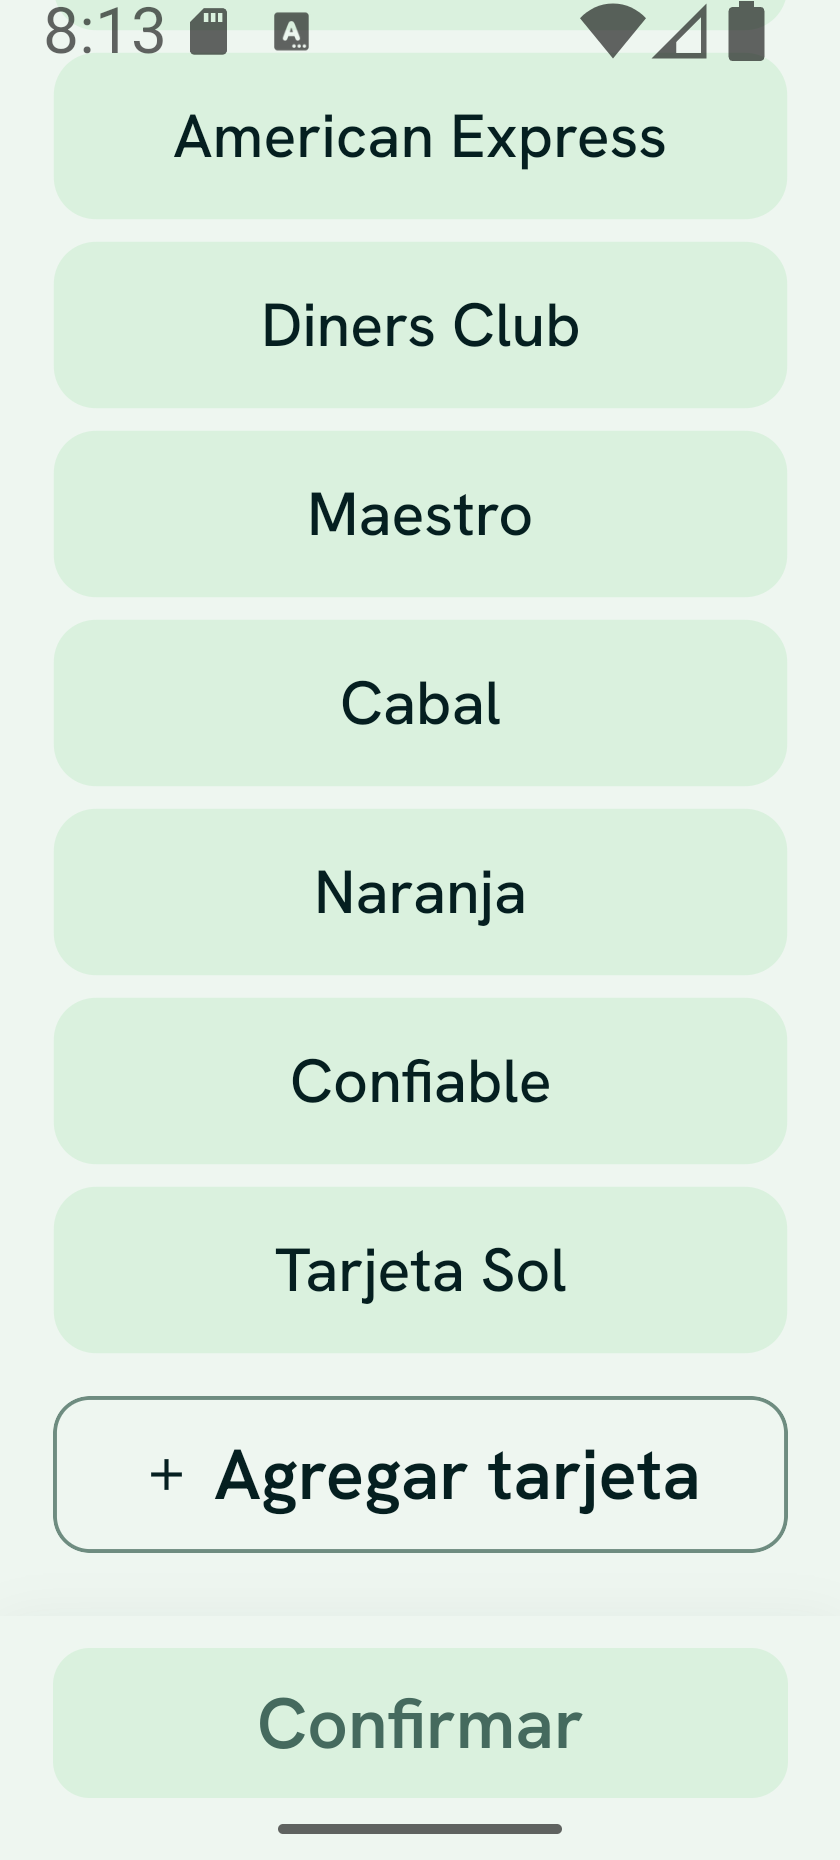 8:13
American Express
Diners Club
Maestro
Cabal
Naranja
Confiable
Tarjeta Sol
+ Agregar tarjeta
Confirmar